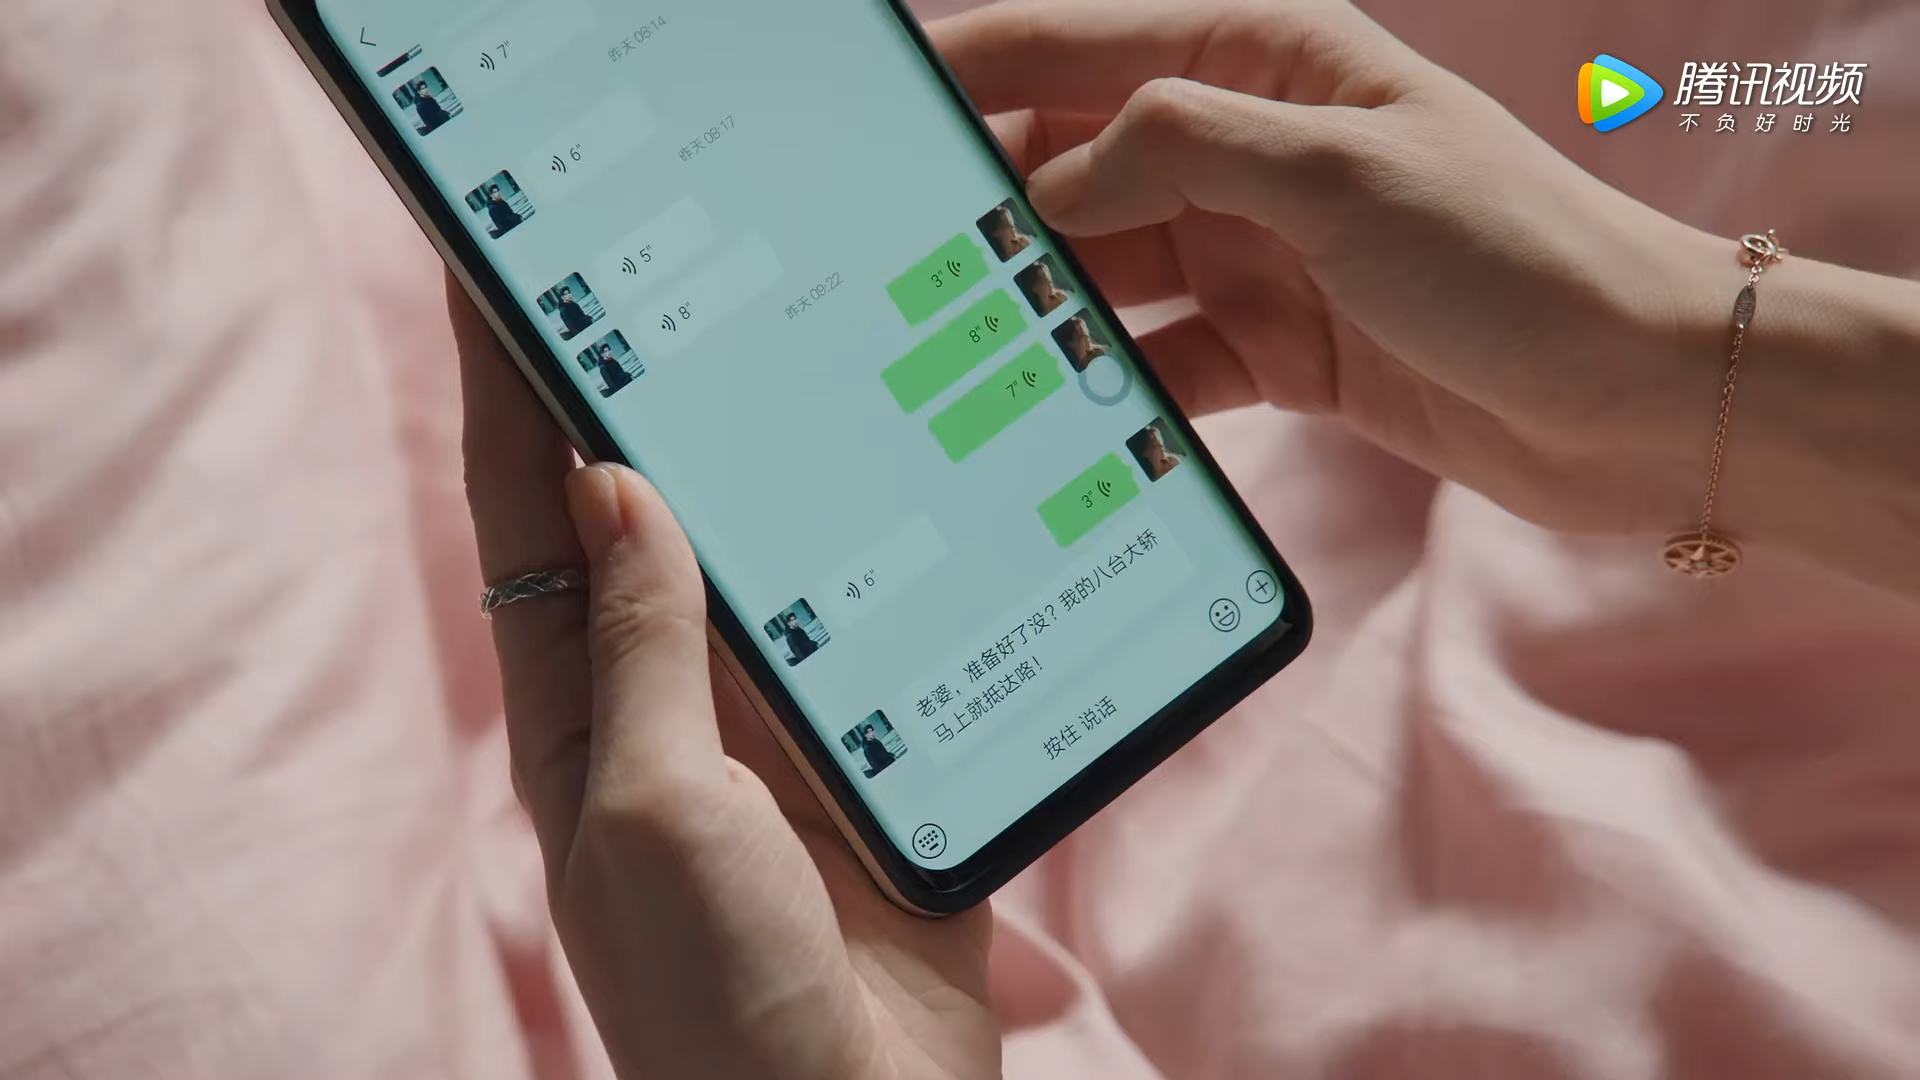 腾讯视频
不负好时光
7"
昨天 08:14
6"
昨天 08:17
5"
8"
昨天 09:22
3"
8"
7"
3"
6"
老婆，准备好了没？我的八台大轿
马上就抵达咯！
按住 说话